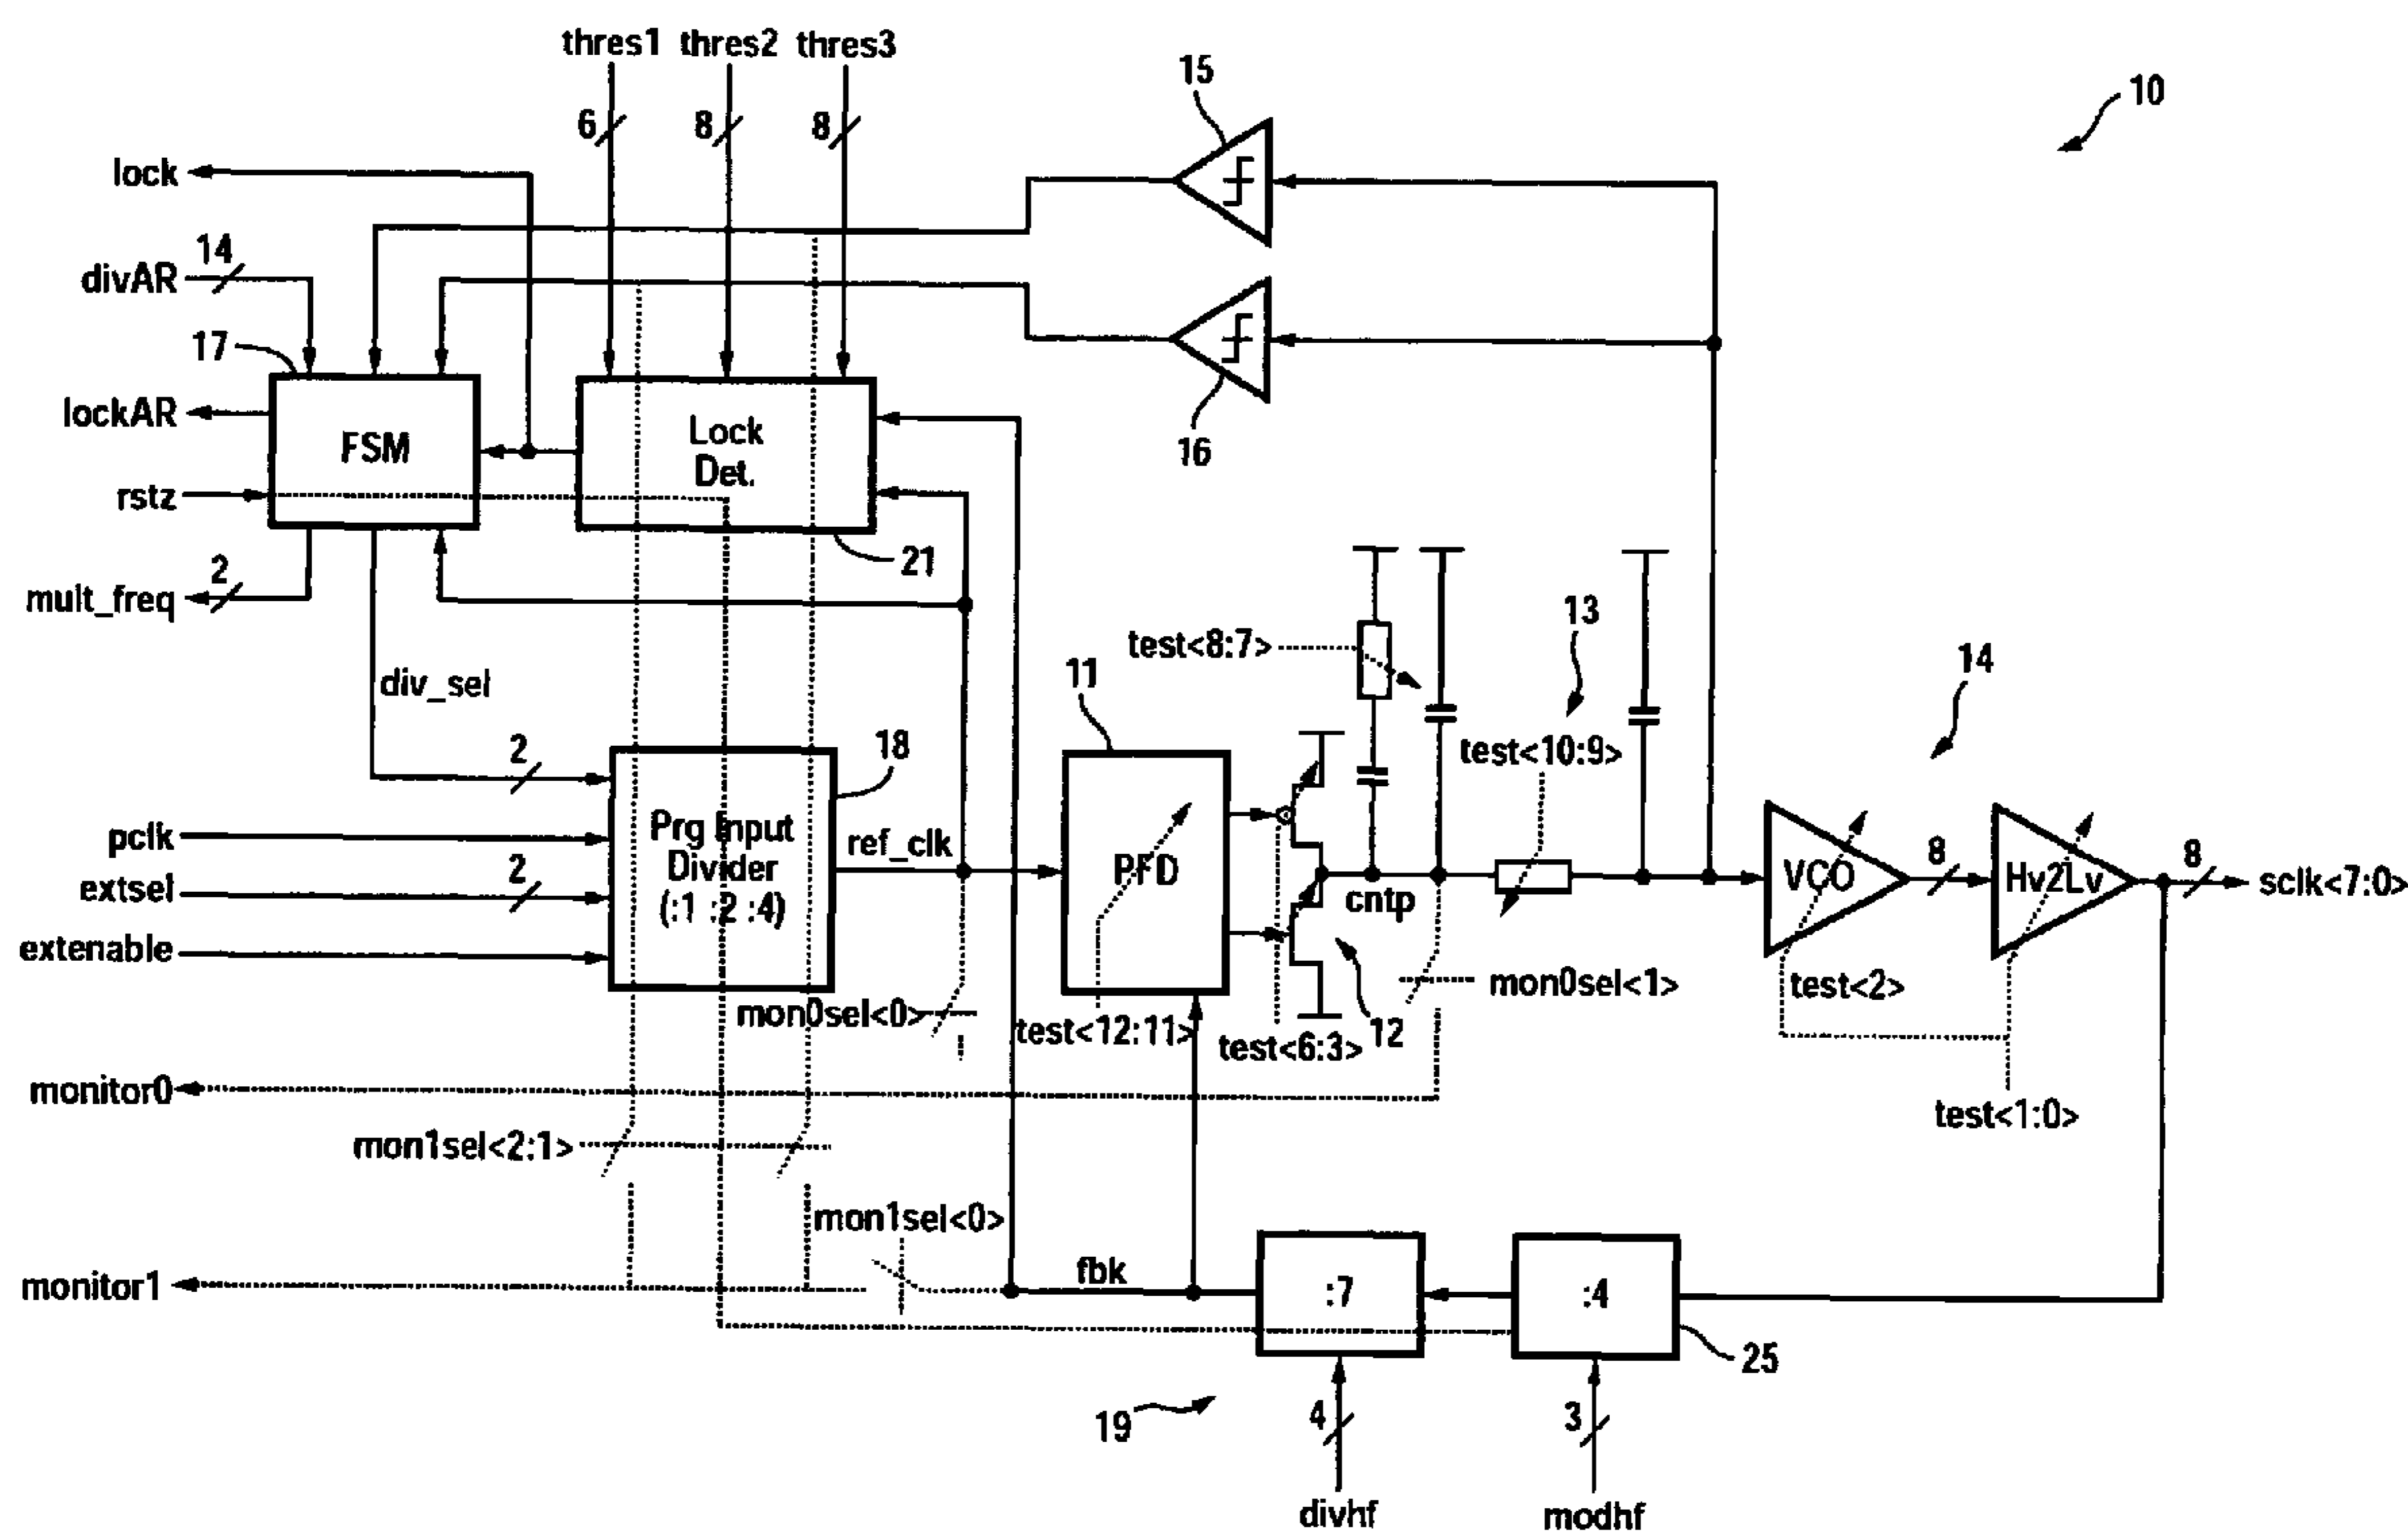 thres1 thres2 thres3
15
10
6
8
8
lock
14
divAR
17
lockAR
FSM
Lock
Det.
16
rstz
21
2
mult_freq
13
test<8:7>
14
div_sel
11
test<10:9>
2
18
pclk
Prg Input
Divider
(:1 :2 :4)
ref_clk
PFD
VCO
8
Hv2Lv
8
sclk<7:0>
2
extsel
cntp
extenable
mon0sel<0>
test<12:11>
test<6:3>
12
mon0sel<1>
test<2>
monitor0
test<1:0>
mon1sel<2:1>
mon1sel<0>
monitor1
fbk
:7
:4
25
19
4
3
divhf
modhf